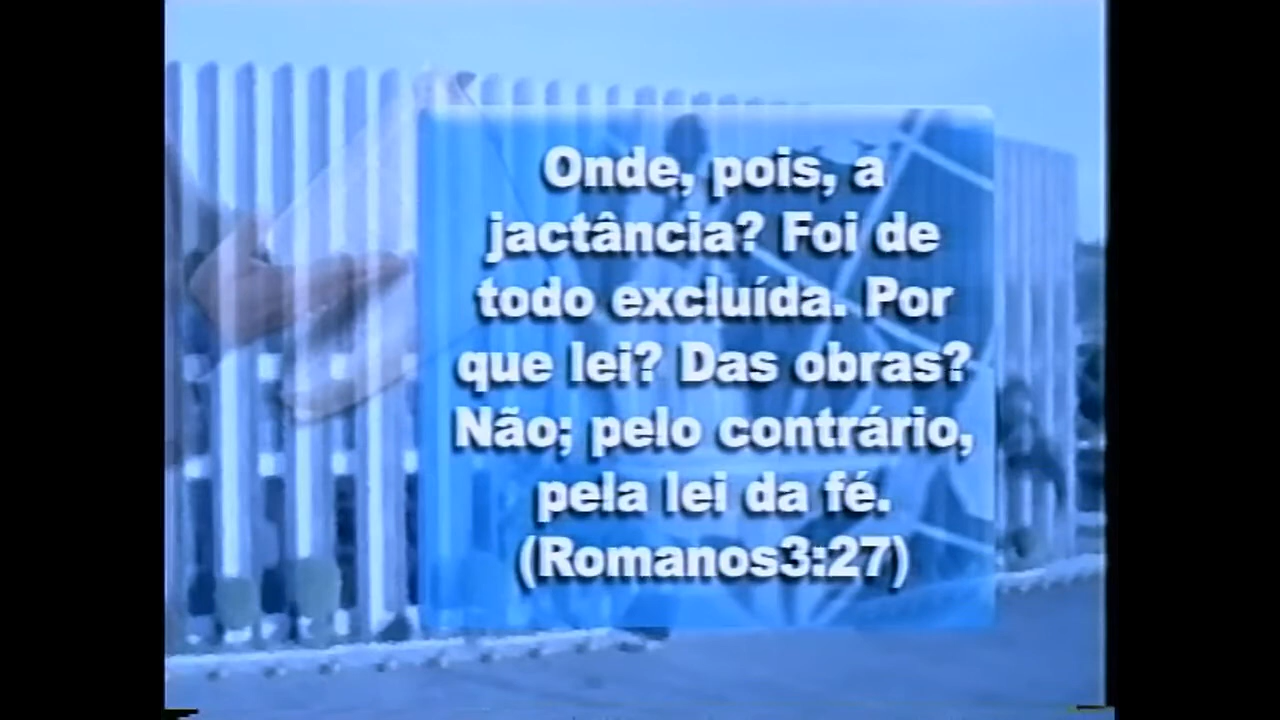 Onde, pois, a
jactância? Foi de
todo excluída. Por
que lei? Das obras?
Não; pelo contrário,
pela lei da fé.
(Romanos3:27)